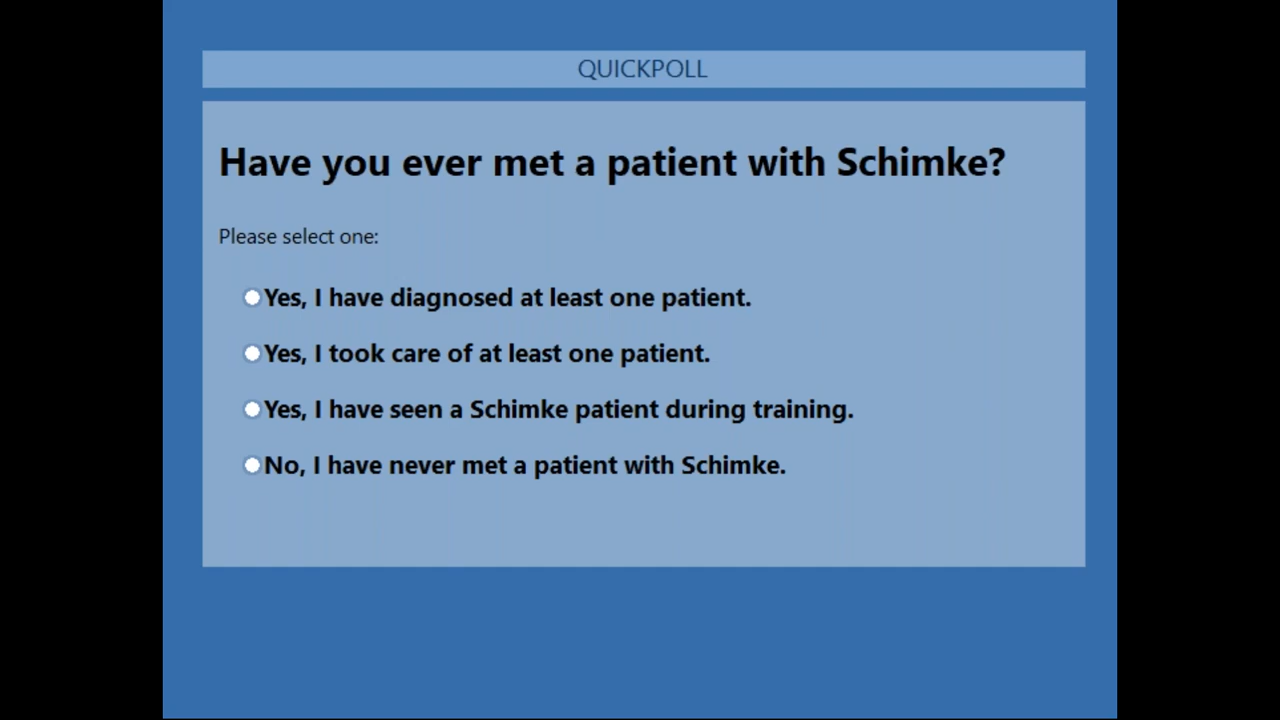 QUICKPOLL
Have you ever met a patient with Schimke?
Please select one:
Yes, I have diagnosed at least one patient.
Yes, I took care of at least one patient.
Yes, I have seen a Schimke patient during training.
No, I have never met a patient with Schimke.